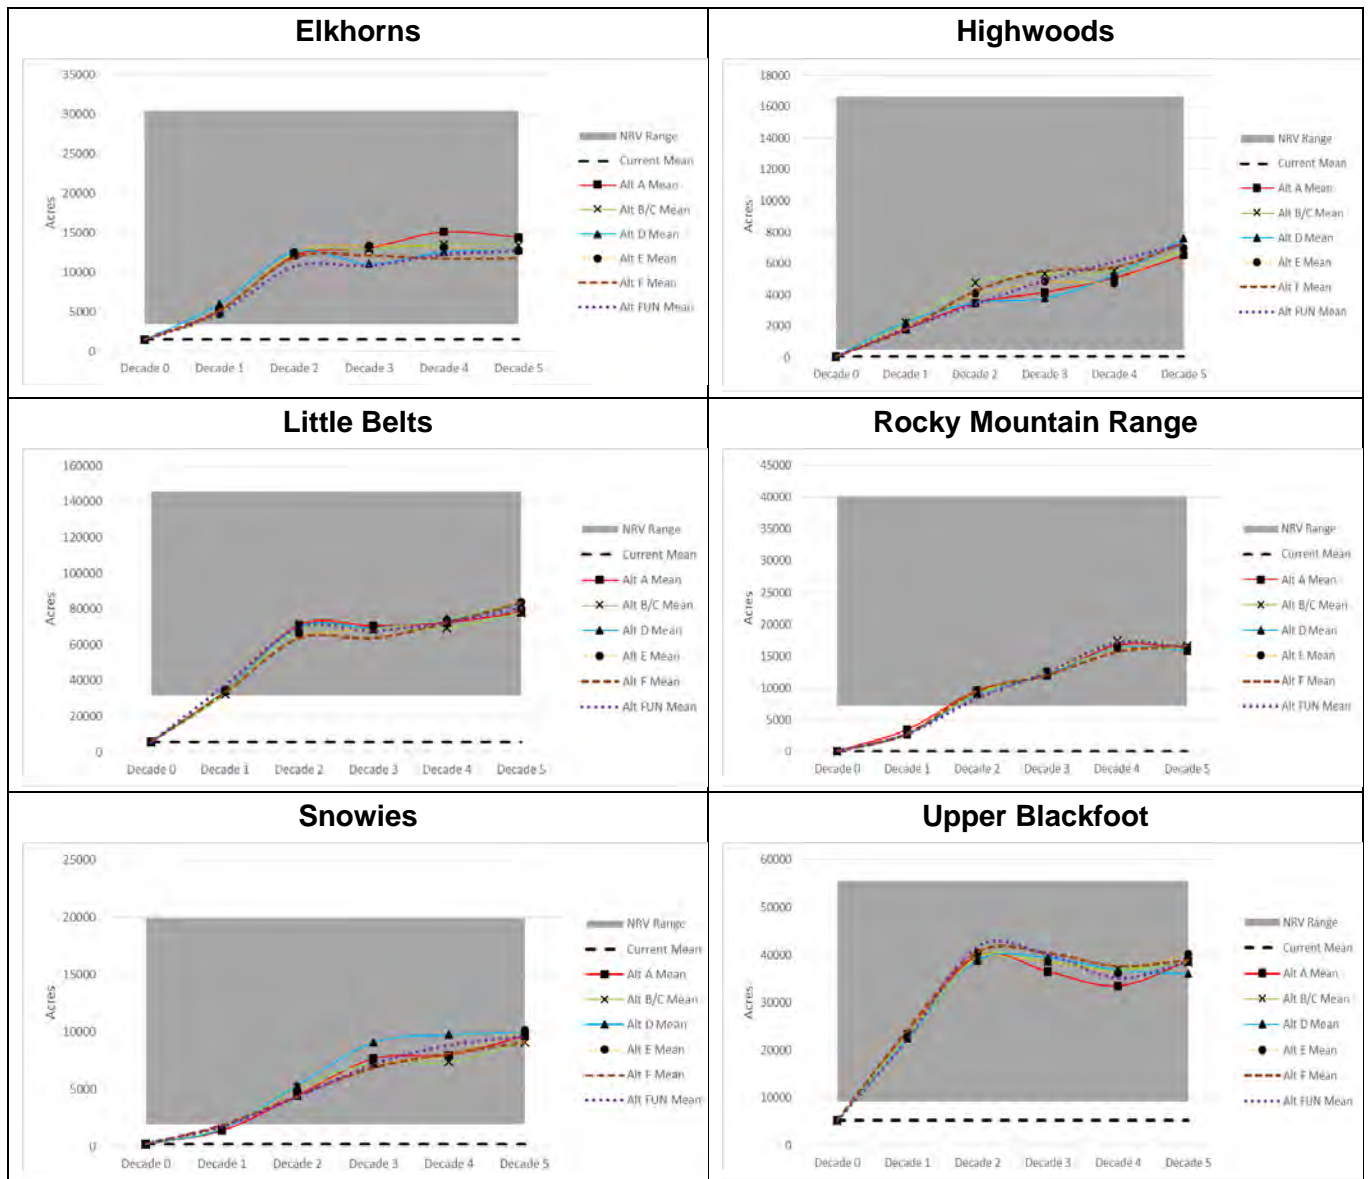 Elkhorns
35000
30000
25000
20000
15000
10000
5000
0
Acres
Decade 0 Decade 1 Decade 2 Decade 3 Decade 4 Decade 5
NRV Range
Current Mean
Alt A Mean
Alt B/C Mean
Alt D Mean
Alt E Mean
Alt F Mean
Alt FUN Mean
Highwoods
18000
16000
14000
12000
10000
8000
6000
4000
2000
0
Acres
Decade 0 Decade 1 Decade 2 Decade 3 Decade 4 Decade 5
NRV Range
Current Mean
Alt A Mean
Alt B/C Mean
Alt D Mean
Alt E Mean
Alt F Mean
Alt FUN Mean
Little Belts
160000
140000
120000
100000
80000
60000
40000
20000
0
Acres
Decade 0 Decade 1 Decade 2 Decade 3 Decade 4 Decade 5
NRV Range
Current Mean
Alt A Mean
Alt B/C Mean
Alt D Mean
Alt E Mean
Alt F Mean
Alt FUN Mean
Rocky Mountain Range
45000
40000
35000
30000
25000
20000
15000
10000
5000
0
Acres
Decade 0 Decade 1 Decade 2 Decade 3 Decade 4 Decade 5
NRV Range
Current Mean
Alt A Mean
Alt B/C Mean
Alt D Mean
Alt E Mean
Alt F Mean
Alt FUN Mean
Snowies
25000
20000
15000
10000
5000
0
Acres
Decade 0 Decade 1 Decade 2 Decade 3 Decade 4 Decade 5
NRV Range
Current Mean
Alt A Mean
Alt B/C Mean
Alt D Mean
Alt E Mean
Alt F Mean
Alt FUN Mean
Upper Blackfoot
60000
50000
40000
30000
20000
10000
0
Acres
Decade 0 Decade 1 Decade 2 Decade 3 Decade 4 Decade 5
NRV Range
Current Mean
Alt A Mean
Alt B/C Mean
Alt D Mean
Alt E Mean
Alt F Mean
Alt FUN Mean